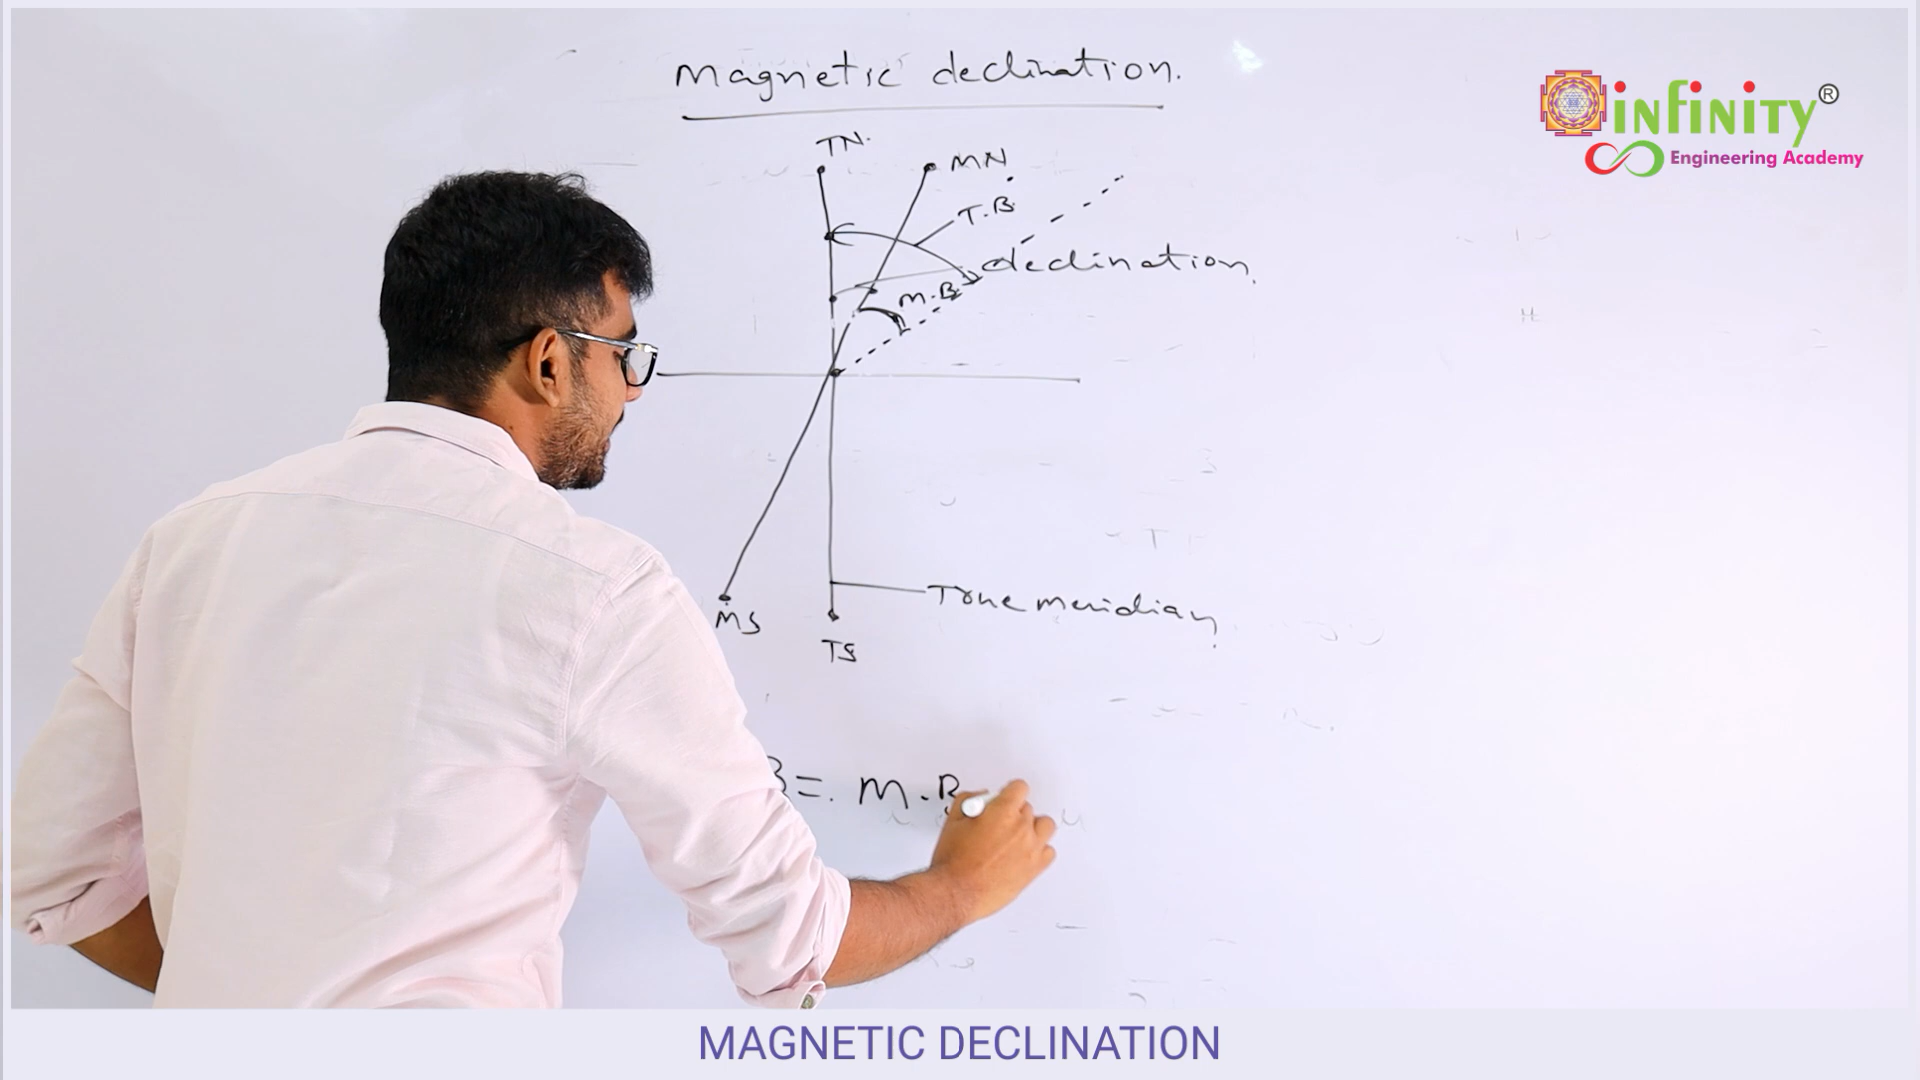 magnetic declination.
infinity®
Engineering Academy
TN.
MN
T.B.
declination.
M.B.
True meridian
MS
TS
B = . M.B
MAGNETIC DECLINATION